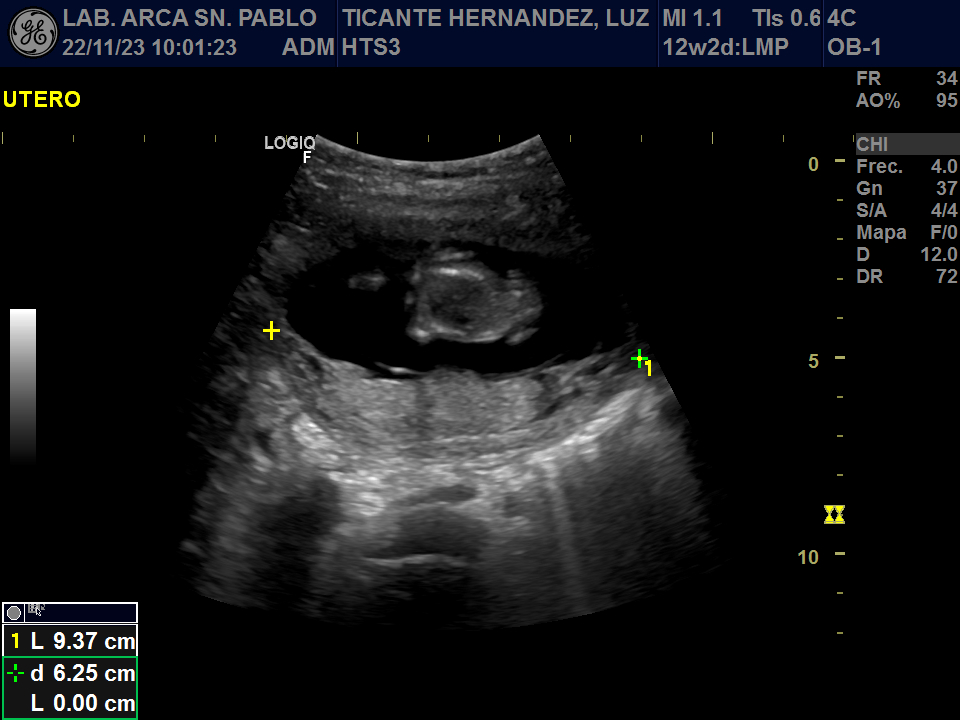 LAB. ARCA SN. PABLO
22/11/23 10:01:23 ADM
TICANTE HERNANDEZ, LUZ
HTS3
MI 1.1 TIs 0.6
12w2d:LMP
4C
OB-1
UTERO
LOGIQ
F
FR 34
AO% 95
CHI
Frec. 4.0
Gn 37
S/A 4/4
Mapa F/0
D 12.0
DR 72
0
5
10
1
1 L 9.37 cm
d 6.25 cm
L 0.00 cm